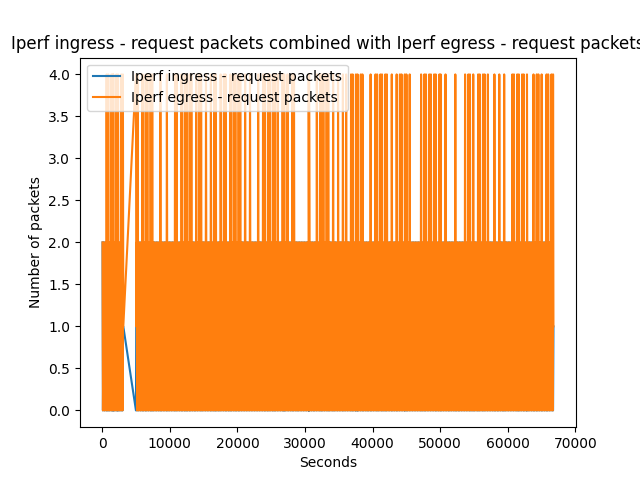 Iperf ingress - request packets combined with Iperf egress - request packets
Iperf ingress - request packets
Iperf egress - request packets
Number of packets
4.0
3.5
3.0
2.5
2.0
1.5
1.0
0.5
0.0
0 10000 20000 30000 40000 50000 60000 70000
Seconds